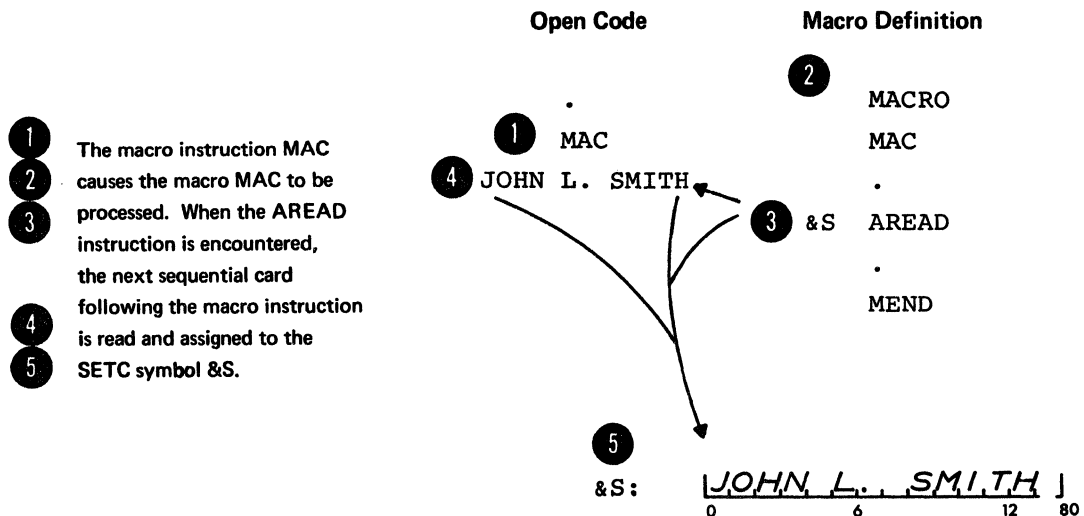 Open Code
Macro Definition
2
MACRO
.
1 MAC
MAC
4 JOHN L. SMITH
.
3 &S AREAD
.
MEND
1 The macro instruction MAC
2 causes the macro MAC to be
3 processed. When the AREAD
instruction is encountered,
the next sequential card
following the macro instruction
4 is read and assigned to the
5 SETC symbol &S.
5
&S: JOHN L. SMITH
0 6 12 80